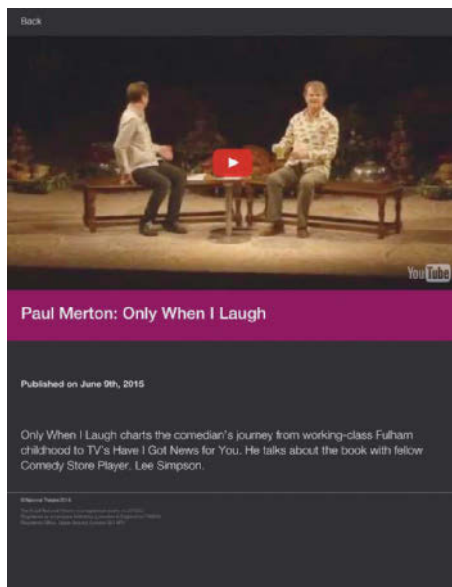 Back
YouTube
Paul Merton: Only When I Laugh
Published on June 9th, 2015
Only When I Laugh charts the comedian's journey from working-class Fulham
childhood to TV's Have I Got News for You. He talks about the book with fellow
Comedy Store Player, Lee Simpson.